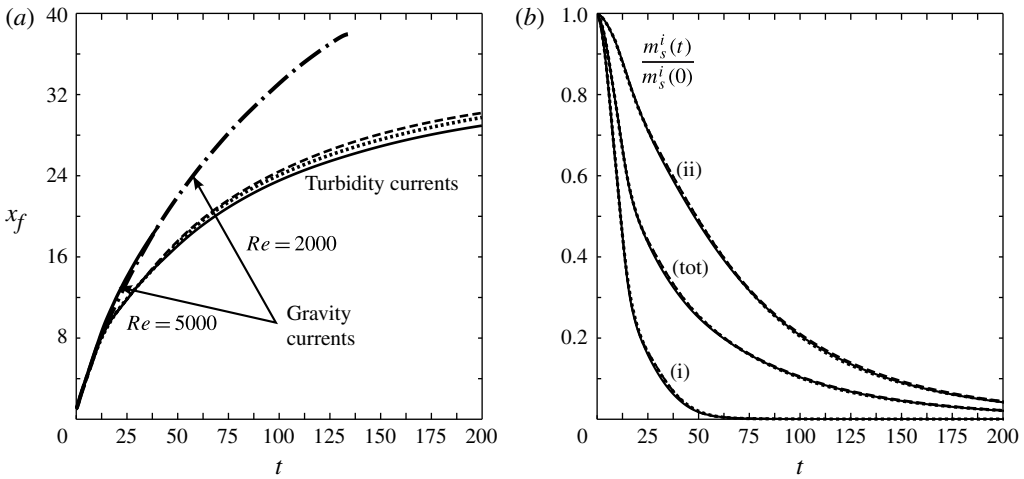 (a)
40
32
24
16
8
0
25
50
75
100
125
150
175
200
x_f
t
Turbidity currents
Re = 2000
Re = 5000
Gravity
currents
(b)
1.0
0.8
0.6
0.4
0.2
0
25
50
75
100
125
150
175
200
t
m_s^i(t)
m_s^i(0)
(ii)
(tot)
(i)